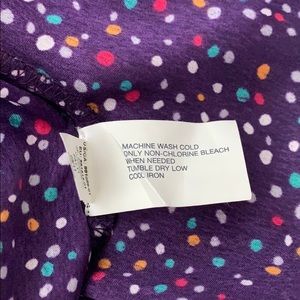 MACHINE WASH COLD
ONLY NON-CHLORINE BLEACH
WHEN NEEDED
TUMBLE DRY LOW
COOL IRON